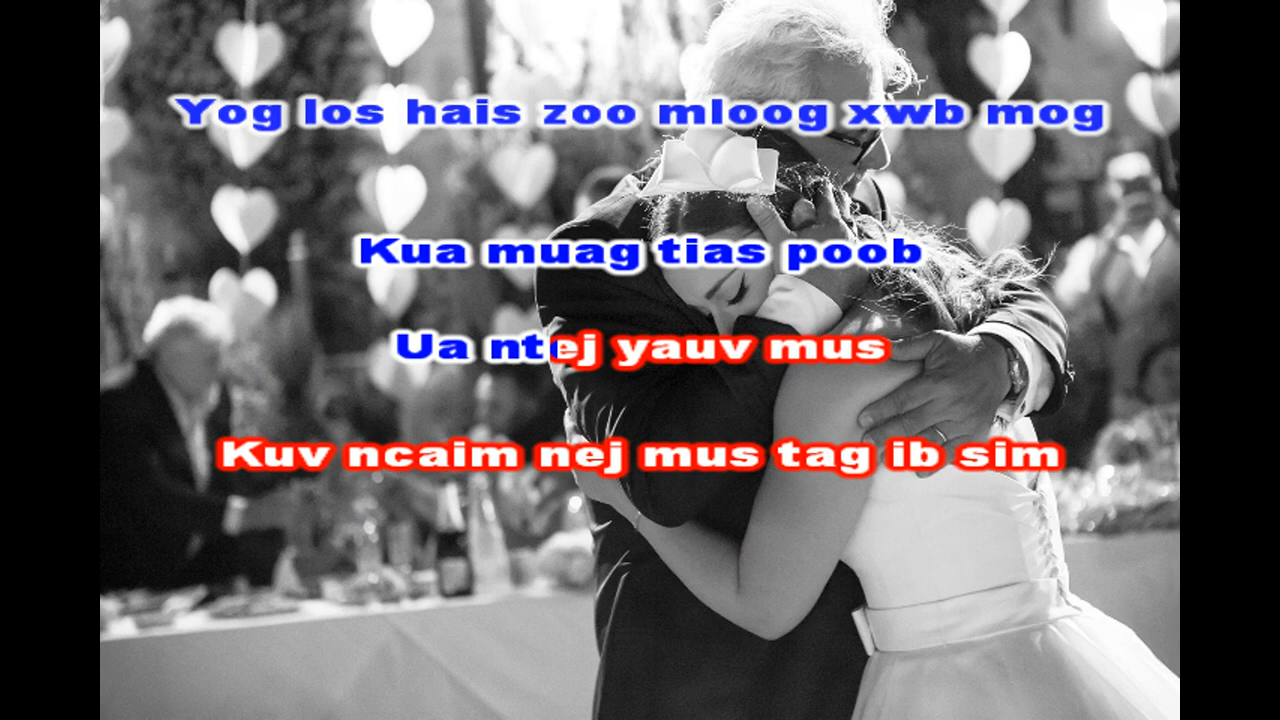 Yog los hais zoo mloog xwb mog
Kua muag tias poob
Ua ntej yauv mus
Kuv ncaim nej mus tag ib sim